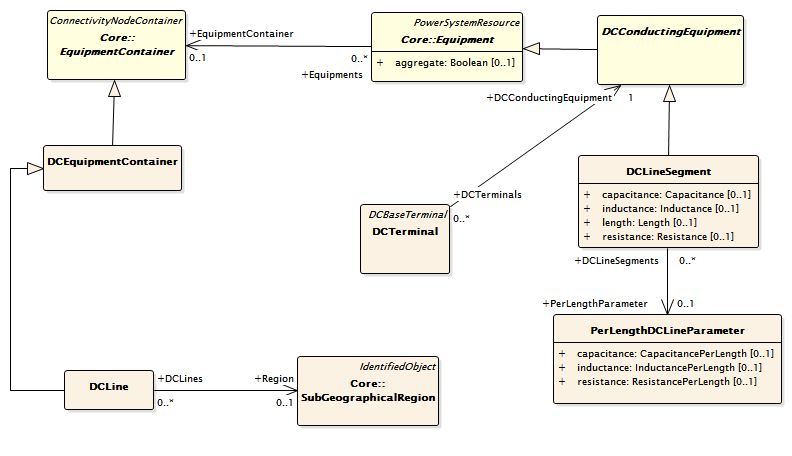 ConnectivityNodeContainer
Core::
EquipmentContainer
+EquipmentContainer
0..1
0..*
+Equipments
PowerSystemResource
Core::Equipment
+ aggregate: Boolean [0..1]
DCConductingEquipment
+DCConductingEquipment
1
DCEquipmentContainer
DCLineSegment
+ capacitance: Capacitance [0..1]
+ inductance: Inductance [0..1]
+ length: Length [0..1]
+ resistance: Resistance [0..1]
+DCTerminals
0..*
DCBaseTerminal
DCTerminal
+DCLineSegments
0..*
+PerLengthParameter
0..1
PerLengthDCLineParameter
+ capacitance: CapacitancePerLength [0..1]
+ inductance: InductancePerLength [0..1]
+ resistance: ResistancePerLength [0..1]
DCLine
+DCLines
0..*
+Region
0..1
IdentifiedObject
Core::
SubGeographicalRegion